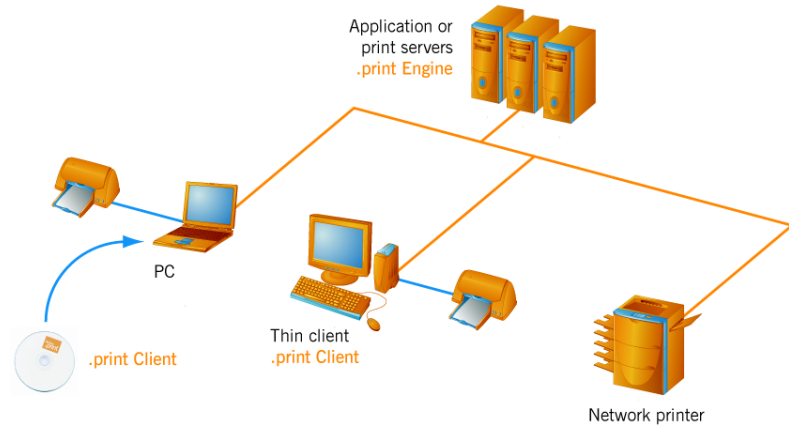 Application or
print servers
.print Engine
PC
.print Client
Thin client
.print Client
Network printer